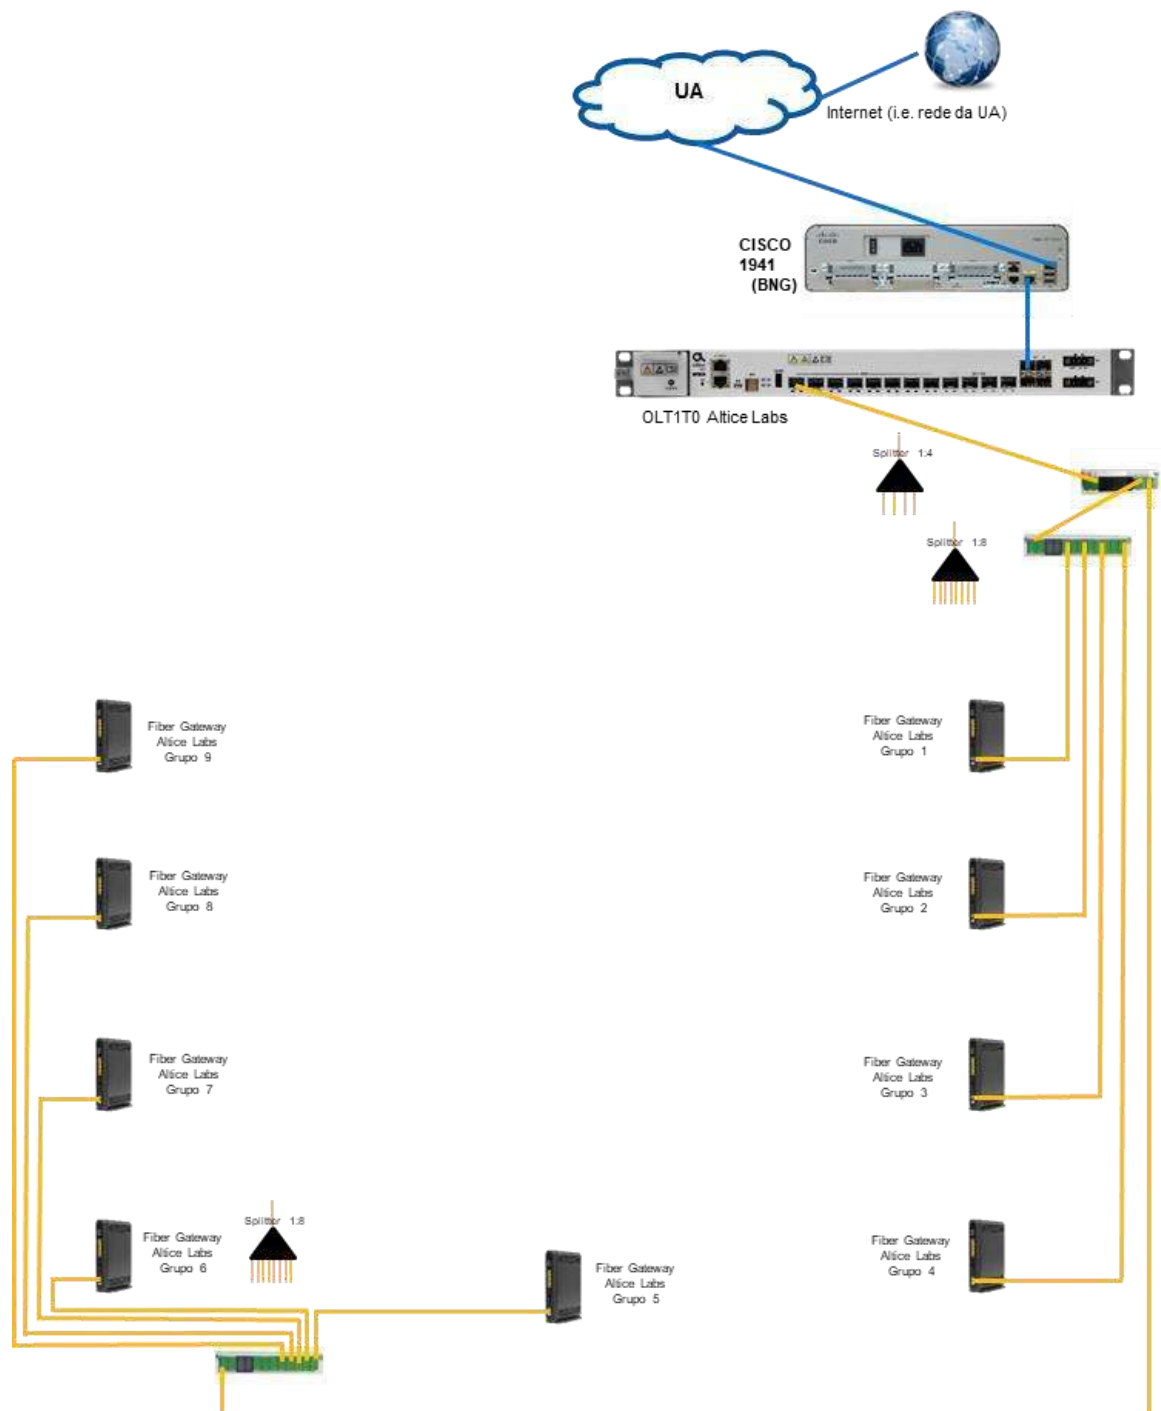 UA
Internet (i.e. rede da UA)
CISCO
1941
(BNG)
OLT1T0 Altice Labs
Splitter 1:4
Splitter 1:8
Fiber Gateway
Altice Labs
Grupo 9
Fiber Gateway
Altice Labs
Grupo 1
Fiber Gateway
Altice Labs
Grupo 8
Fiber Gateway
Altice Labs
Grupo 2
Fiber Gateway
Altice Labs
Grupo 7
Fiber Gateway
Altice Labs
Grupo 3
Fiber Gateway
Altice Labs
Grupo 6
Splitter 1:8
Fiber Gateway
Altice Labs
Grupo 5
Fiber Gateway
Altice Labs
Grupo 4